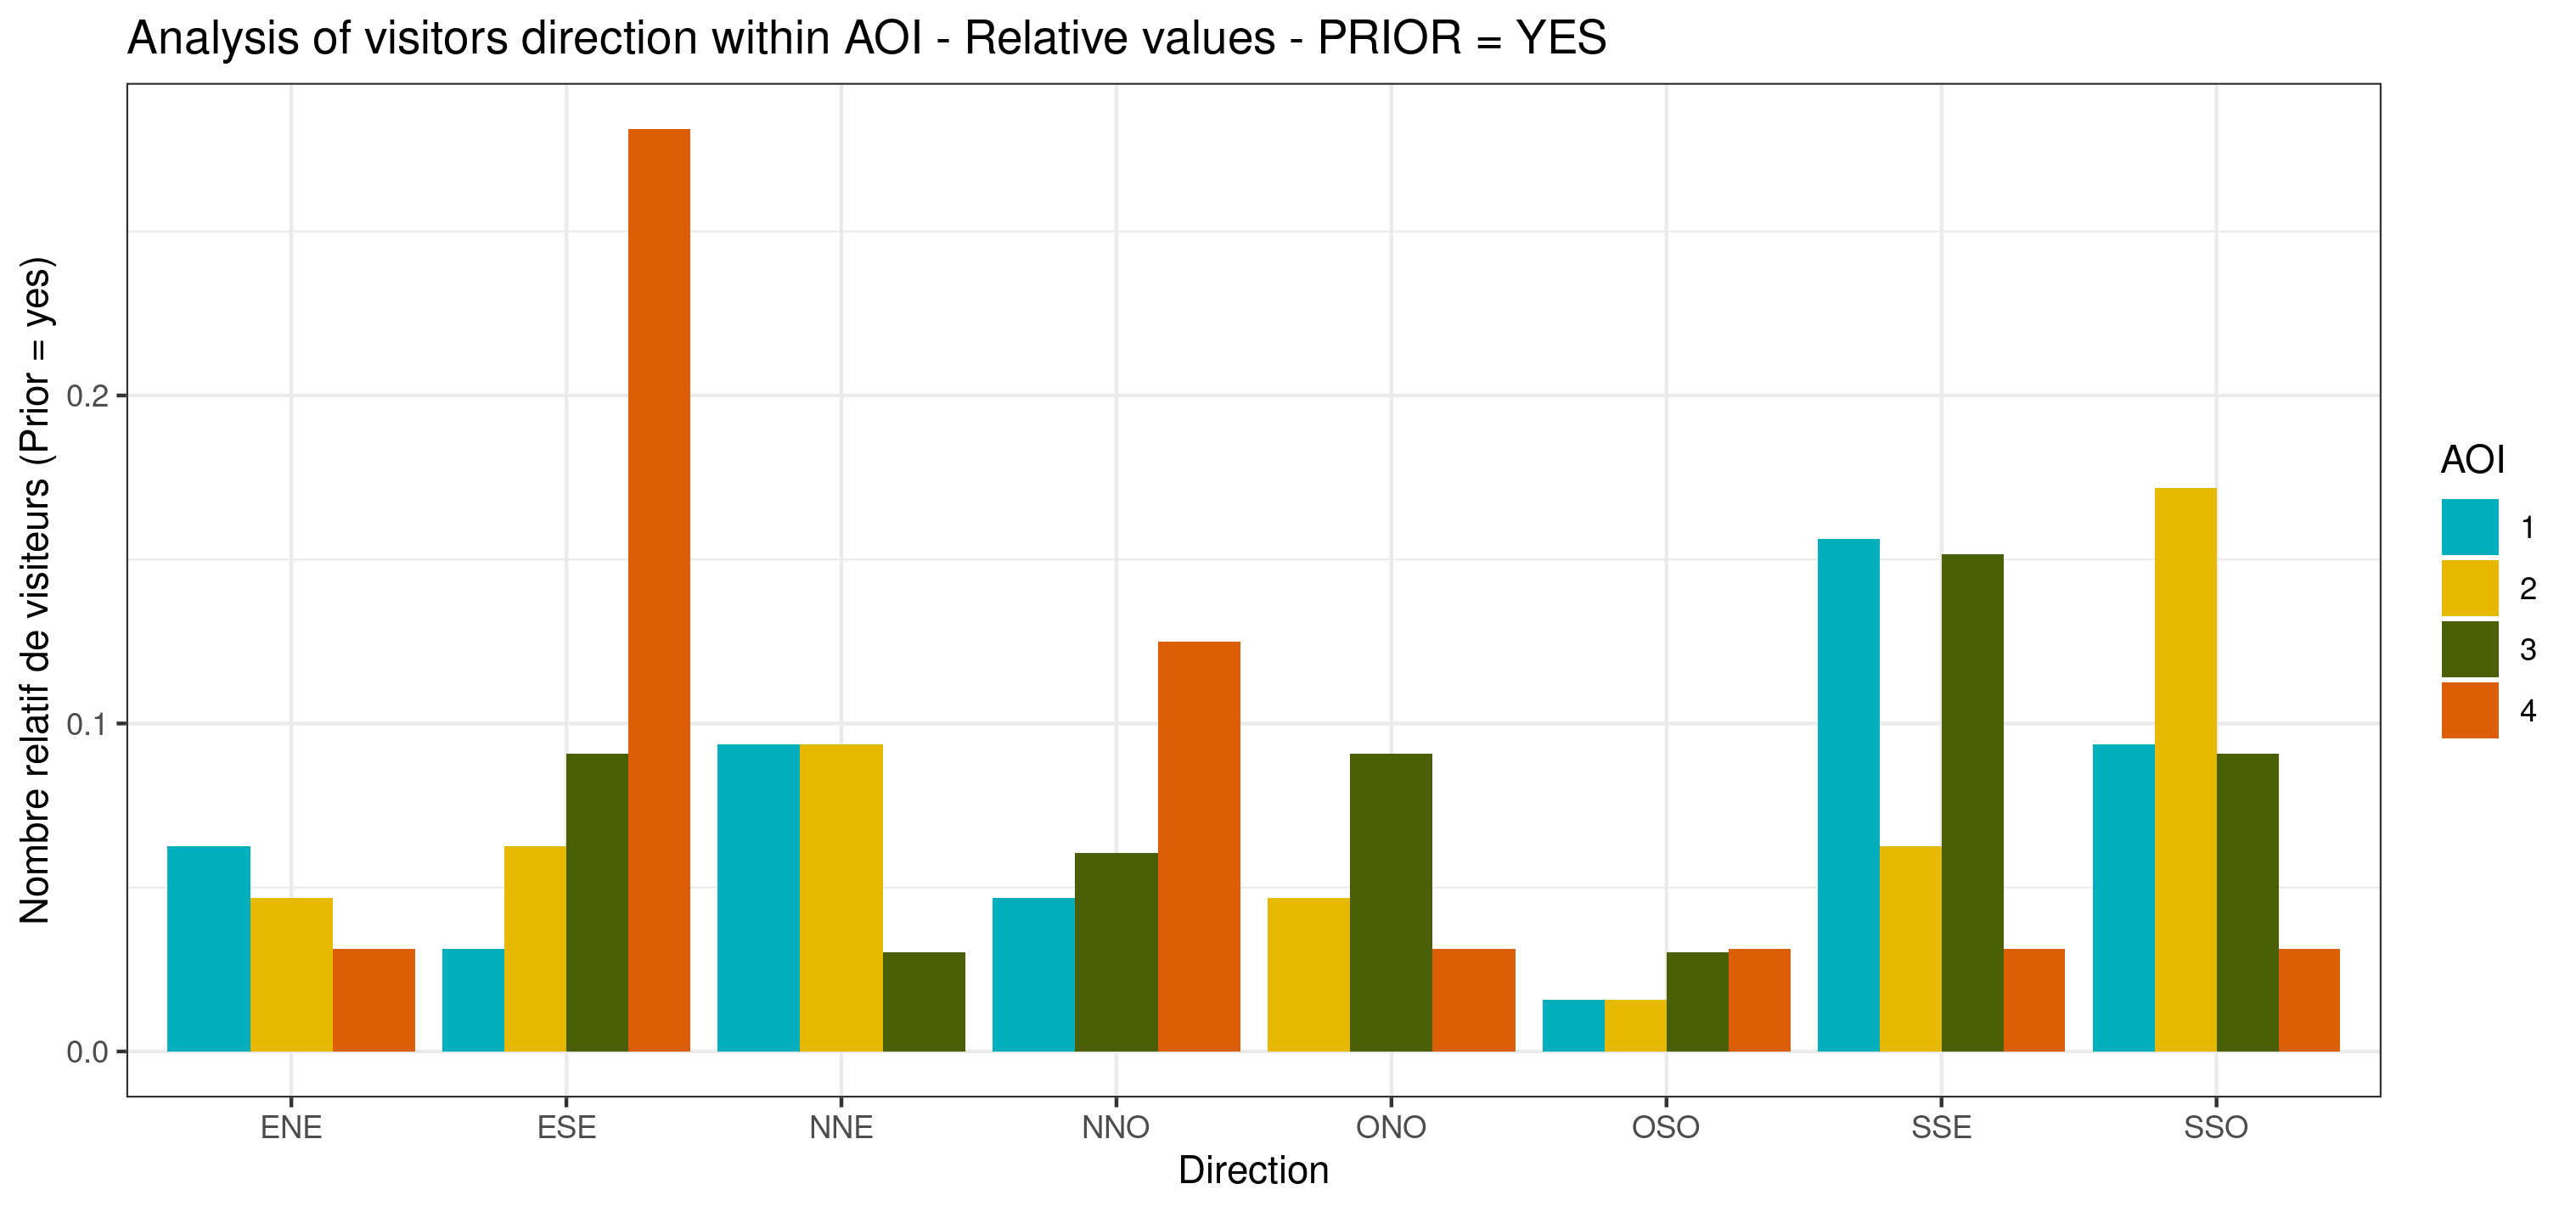 Analysis of visitors direction within AOI - Relative values - PRIOR = YES
Nombre relatif de visiteurs (Prior = yes)
0.2
0.1
0.0
ENE ESE NNE NNO ONO OSO SSE SSO
Direction
AOI
1
2
3
4